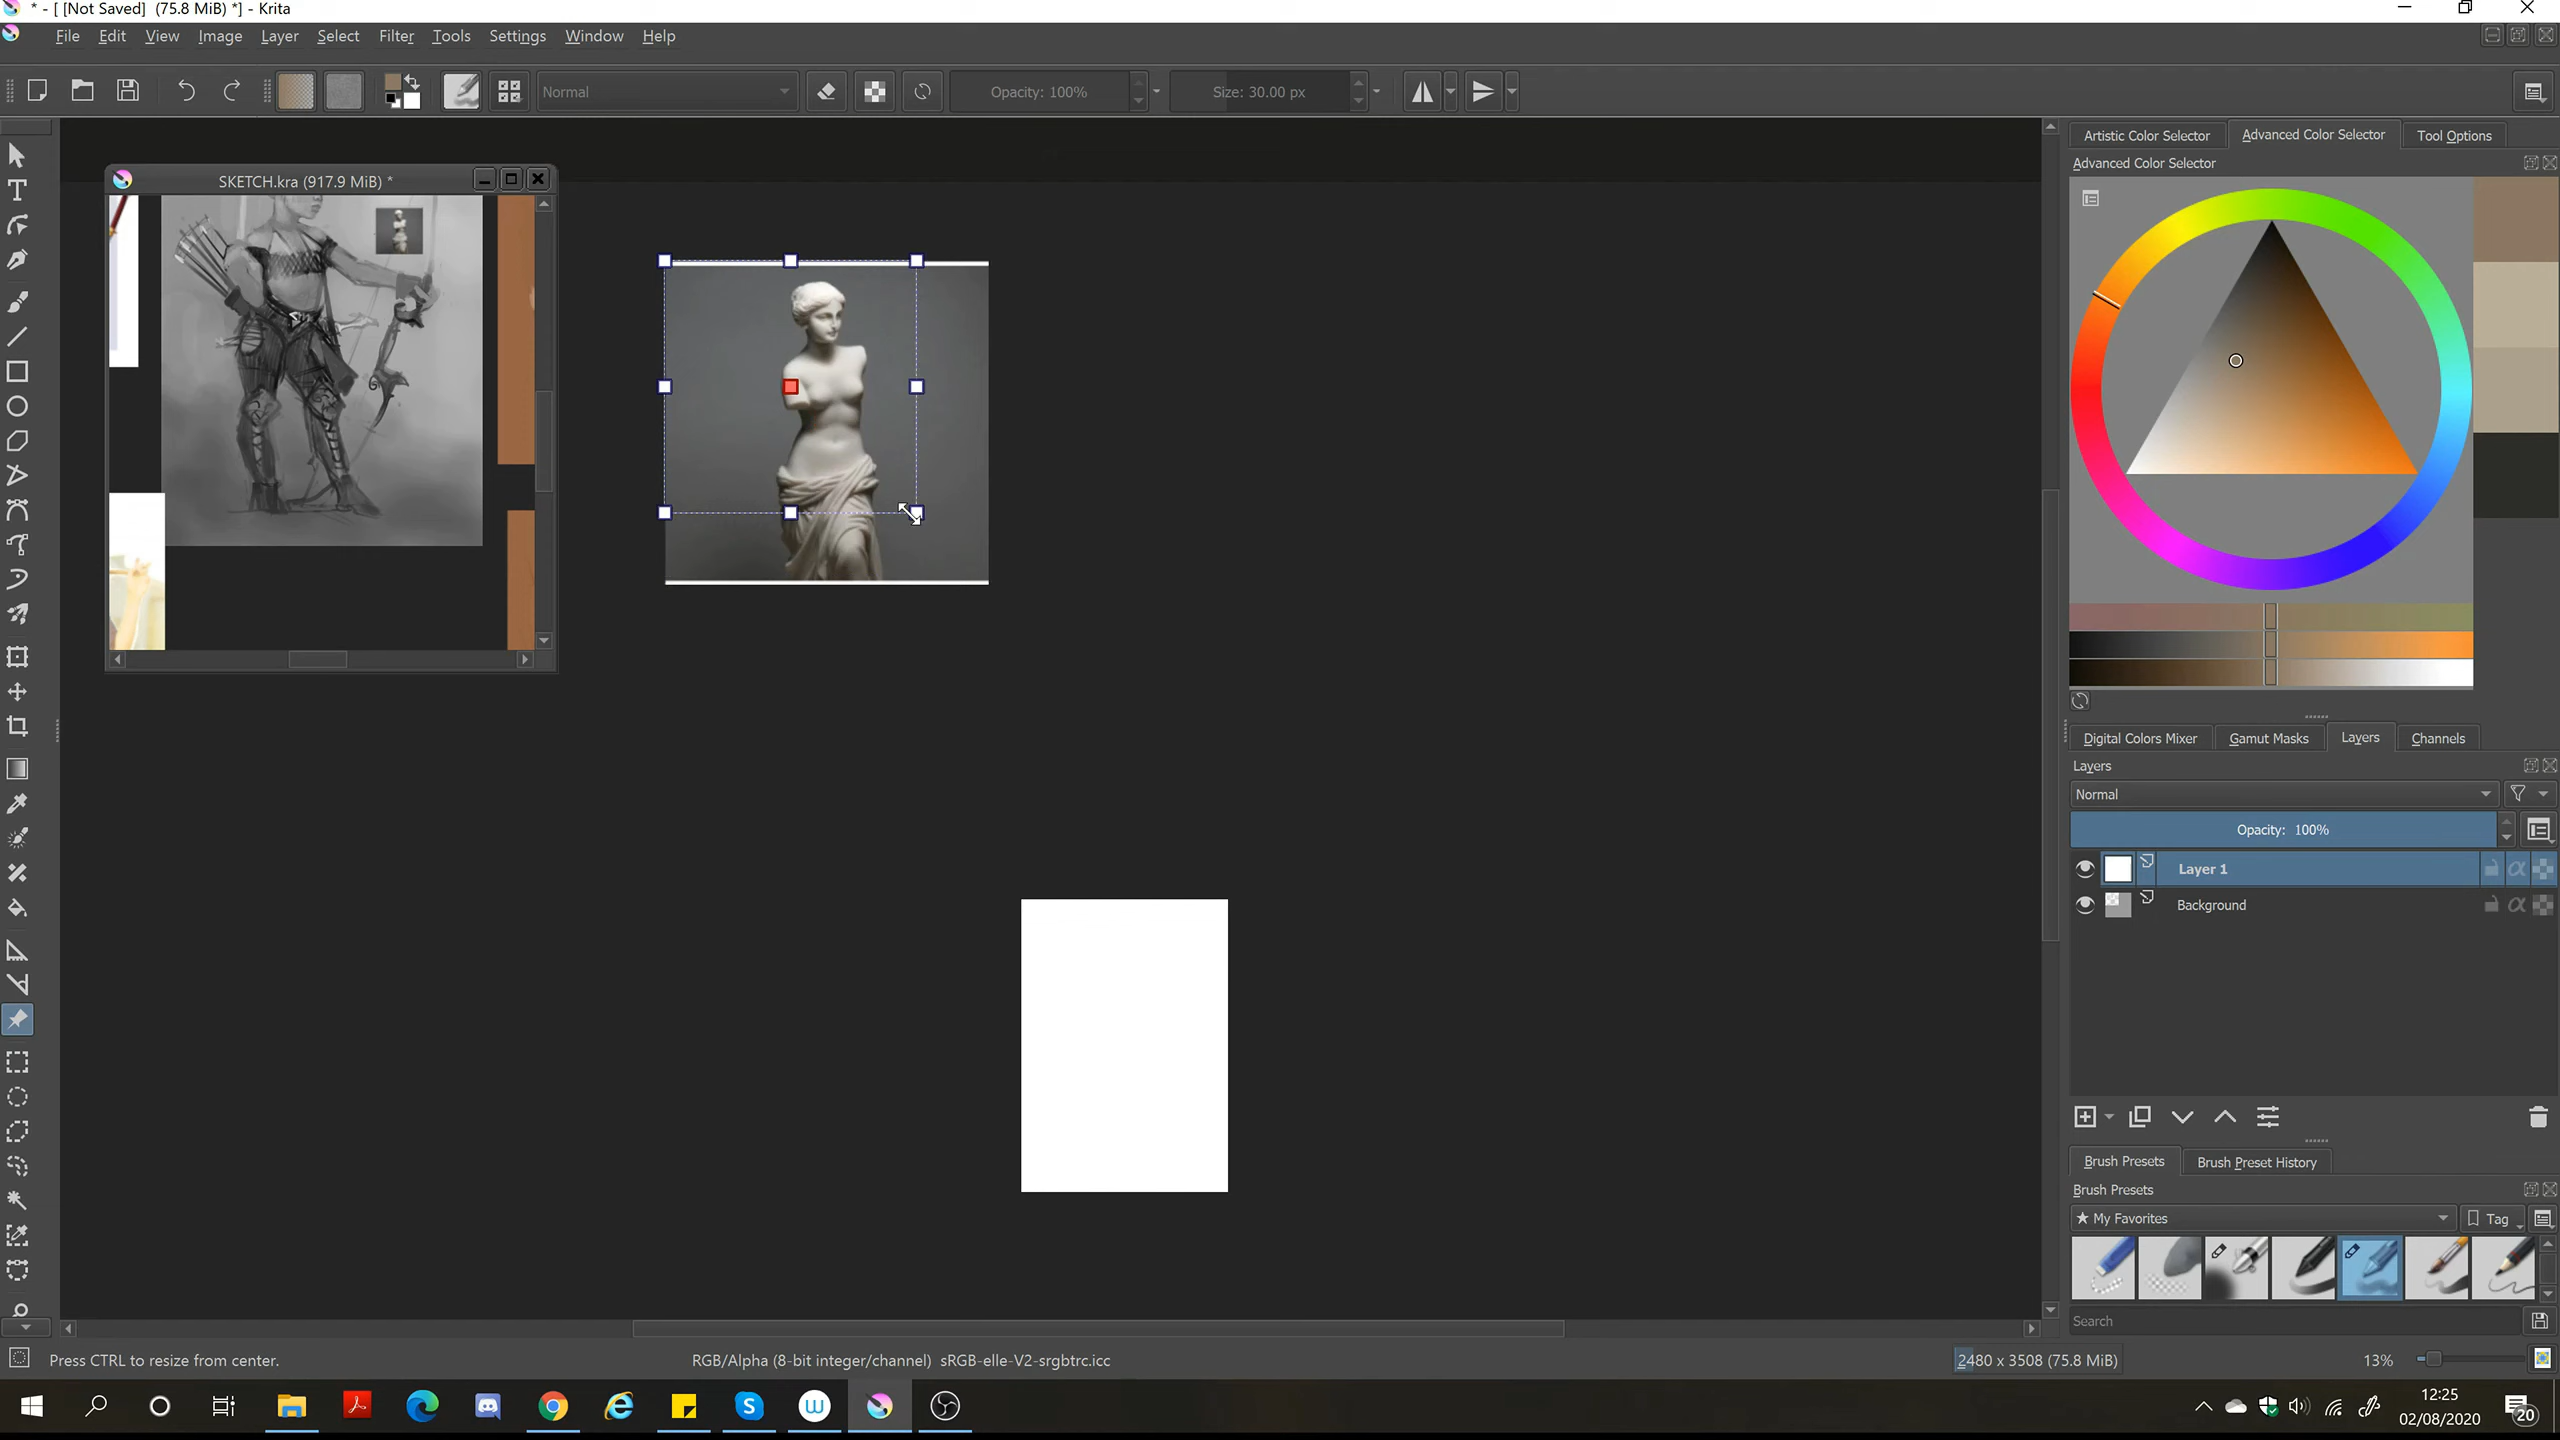 * - [ [Not Saved]  (75.8 MiB) *] - Krita
File Edit View Image Layer Select Filter Tools Settings Window Help
Normal
Opacity: 100%
Size: 30.00 px
SKETCH.kra (917.9 MiB) *
Artistic Color Selector
Advanced Color Selector
Tool Options
Advanced Color Selector
Digital Colors Mixer
Gamut Masks
Layers
Channels
Layers
Normal
Opacity:  100%
Layer 1
Background
Brush Presets
Brush Preset History
Brush Presets
★ My Favorites
Tag
Search
Press CTRL to resize from center.
RGB/Alpha (8-bit integer/channel)  sRGB-elle-V2-srgbtrc.icc
2480 x 3508 (75.8 MiB)
13%
12:25
02/08/2020
20